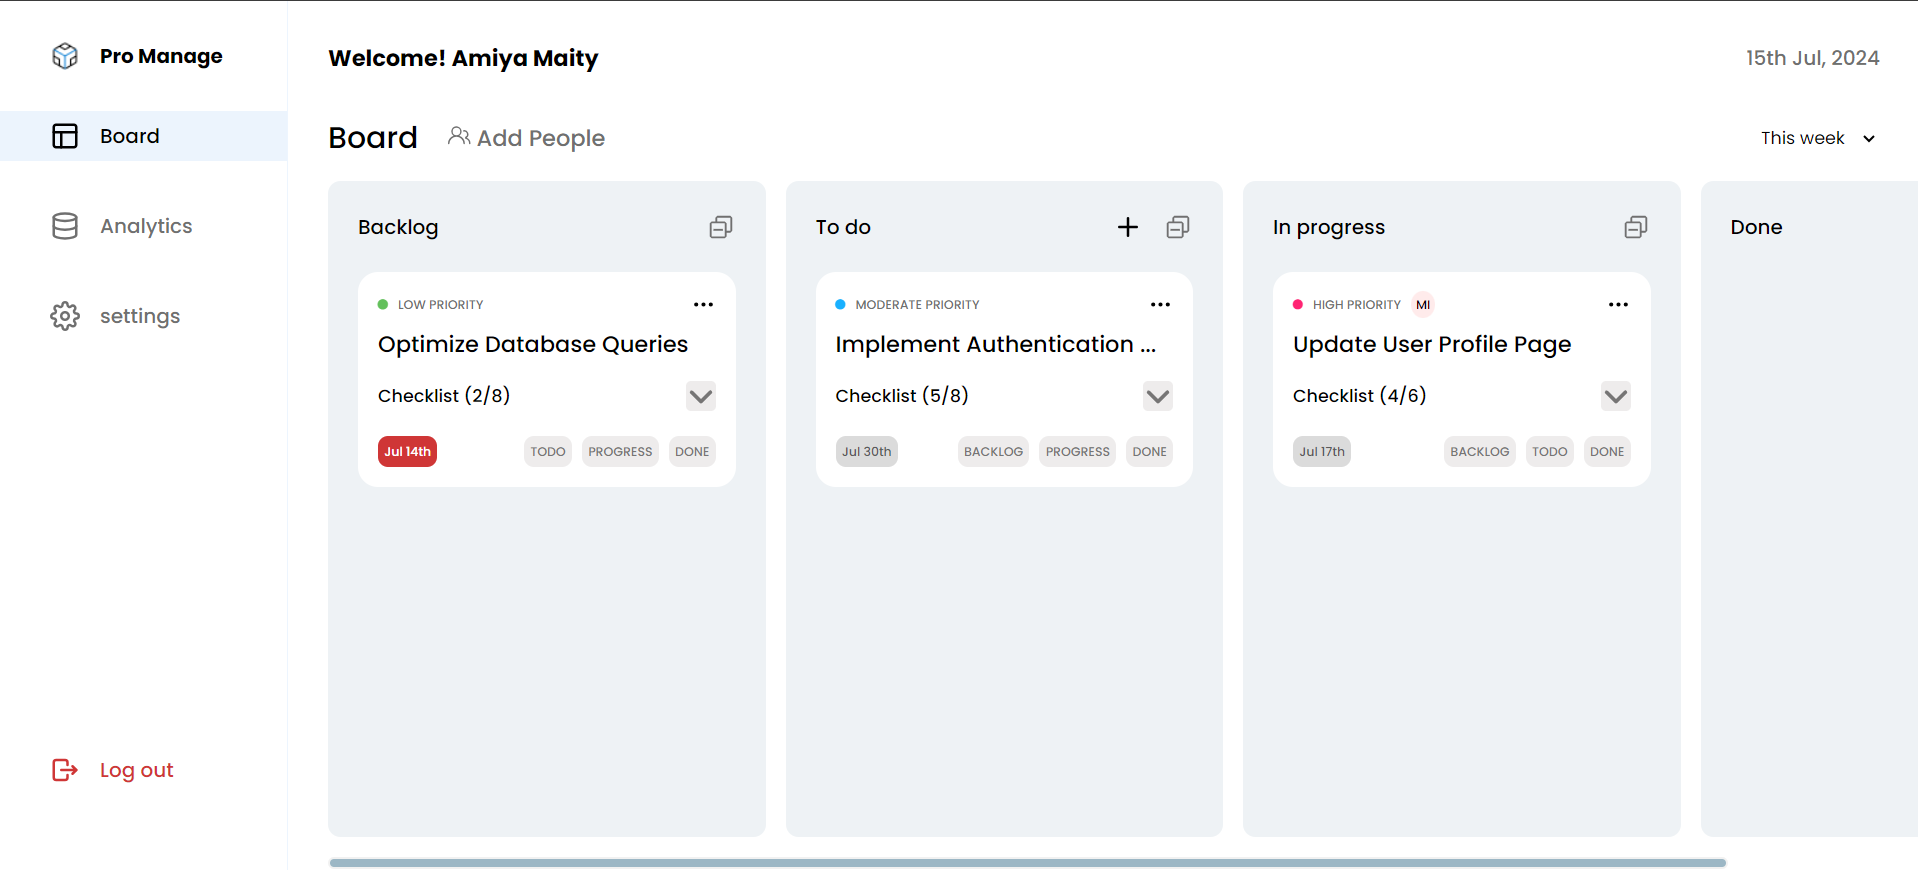 Pro Manage
Board
Analytics
settings
Log out
Welcome! Amiya Maity
15th Jul, 2024
Board
Add People
This week
Backlog
LOW PRIORITY
Optimize Database Queries
Checklist (2/8)
Jul 14th TODO PROGRESS DONE
To do
MODERATE PRIORITY
Implement Authentication ...
Checklist (5/8)
Jul 30th BACKLOG PROGRESS DONE
In progress
HIGH PRIORITY MI
Update User Profile Page
Checklist (4/6)
Jul 17th BACKLOG TODO DONE
Done